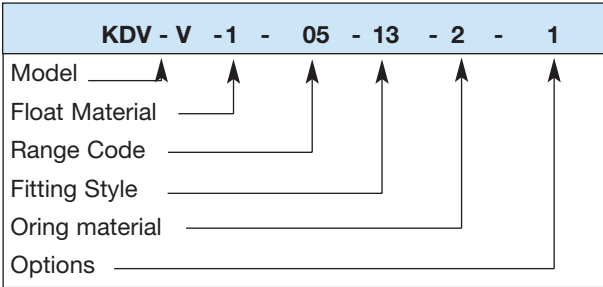 KDV - V - 1 - 05 - 13 - 2 - 1
Model
Float Material
Range Code
Fitting Style
Oring material
Options